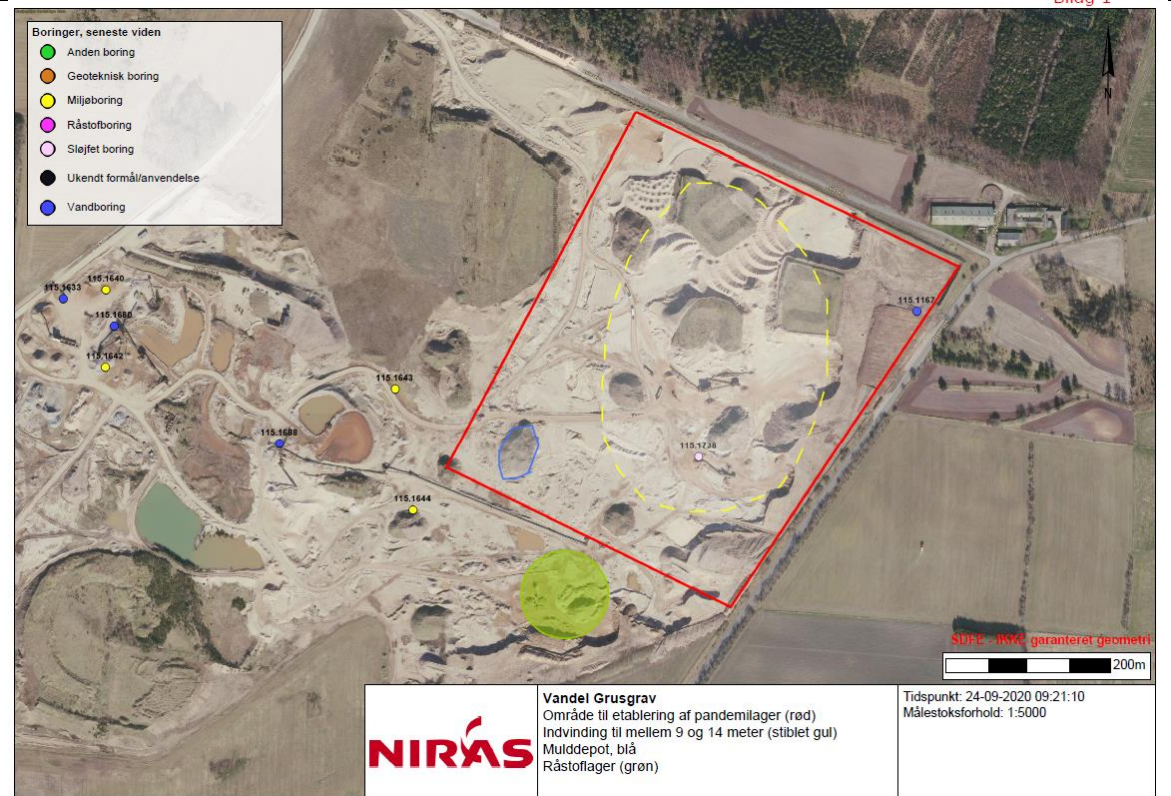 Bilag 1
Boringer, seneste viden
Anden boring
Geoteknisk boring
Miljøboring
Råstofboring
Sløjfet boring
Ukendt formål/anvendelse
Vandboring
N
115.1633
115.1640
115.1680
115.1642
115.1643
115.1688
115.1644
115.1167
115.1738
SDFE - IKKE garanteret geometri
200m
NIRAS
Vandel Grusgrav
Område til etablering af pandemilager (rød)
Indvinding til mellem 9 og 14 meter (stiblet gul)
Mulddepot, blå
Råstoflager (grøn)
Tidspunkt: 24-09-2020 09:21:10
Målestoksforhold: 1:5000